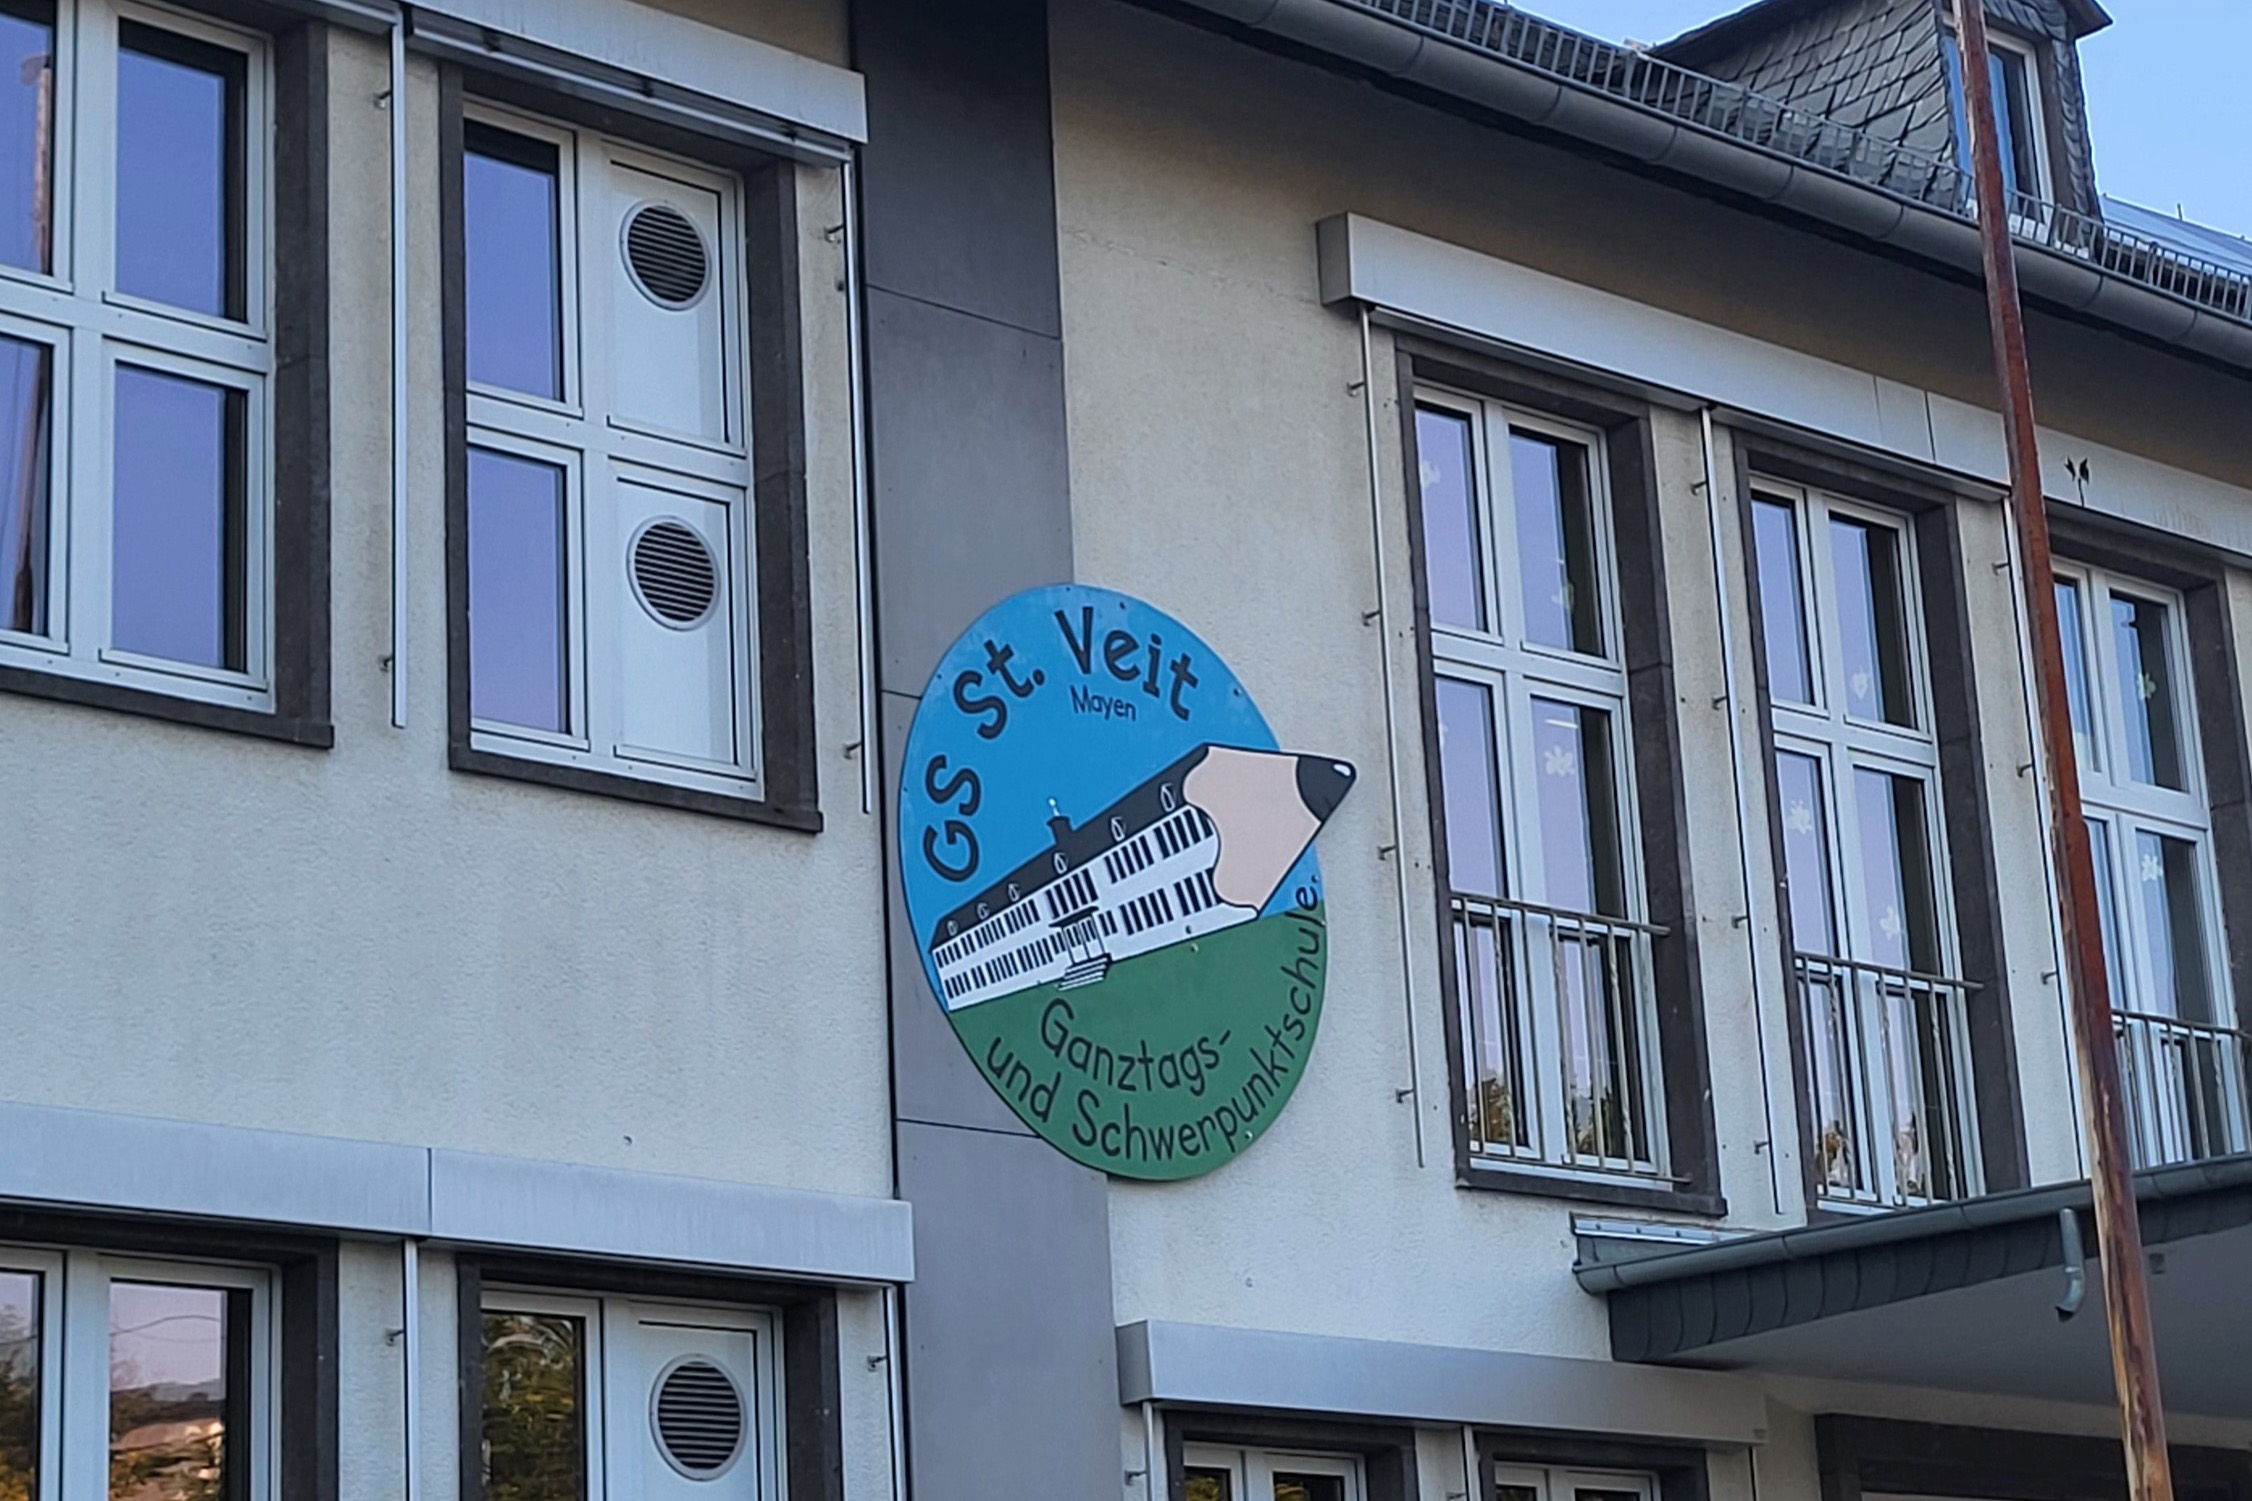 GS St. Veit
Mayen
Ganztags-
und Schwerpunktschule.